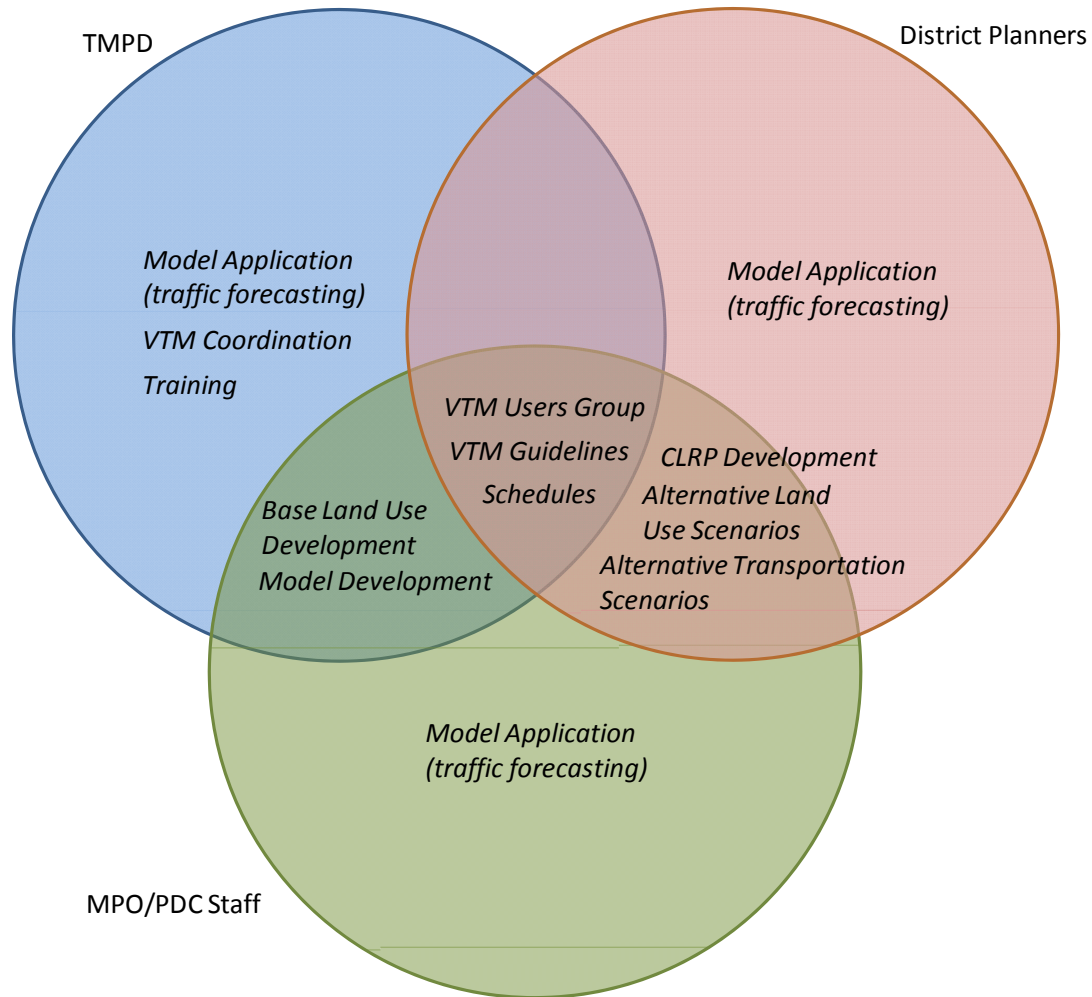 TMPD
District Planners
Model Application
(traffic forecasting)
VTM Coordination
Training
Model Application
(traffic forecasting)
VTM Users Group
VTM Guidelines
Schedules
CLRP Development
Alternative Land
Use Scenarios
Alternative Transportation
Scenarios
Base Land Use
Development
Model Development
Model Application
(traffic forecasting)
MPO/PDC Staff